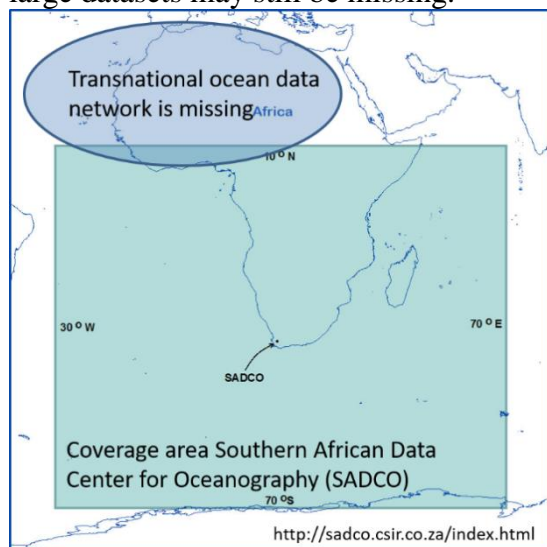 large datasets may still be missing.
Transnational ocean data
network is missing
Africa
10 º N
30 º W
70 º E
SADCO
Coverage area Southern African Data
Center for Oceanography (SADCO)
70 ºS
http://sadco.csir.co.za/index.html